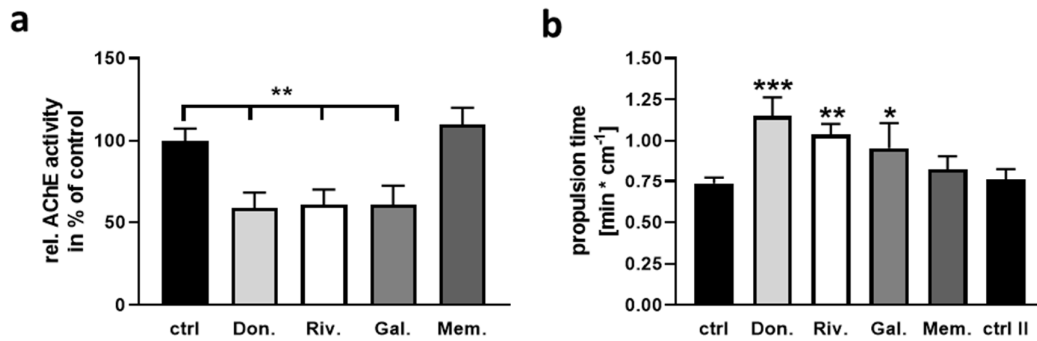 a
rel. AChE activity
in % of control
150
100
50
0
**
ctrl Don. Riv. Gal. Mem.
b
propulsion time
[min * cm⁻¹]
1.50
1.25
1.00
0.75
0.50
0.25
0.00
***
**
*
ctrl Don. Riv. Gal. Mem. ctrl II